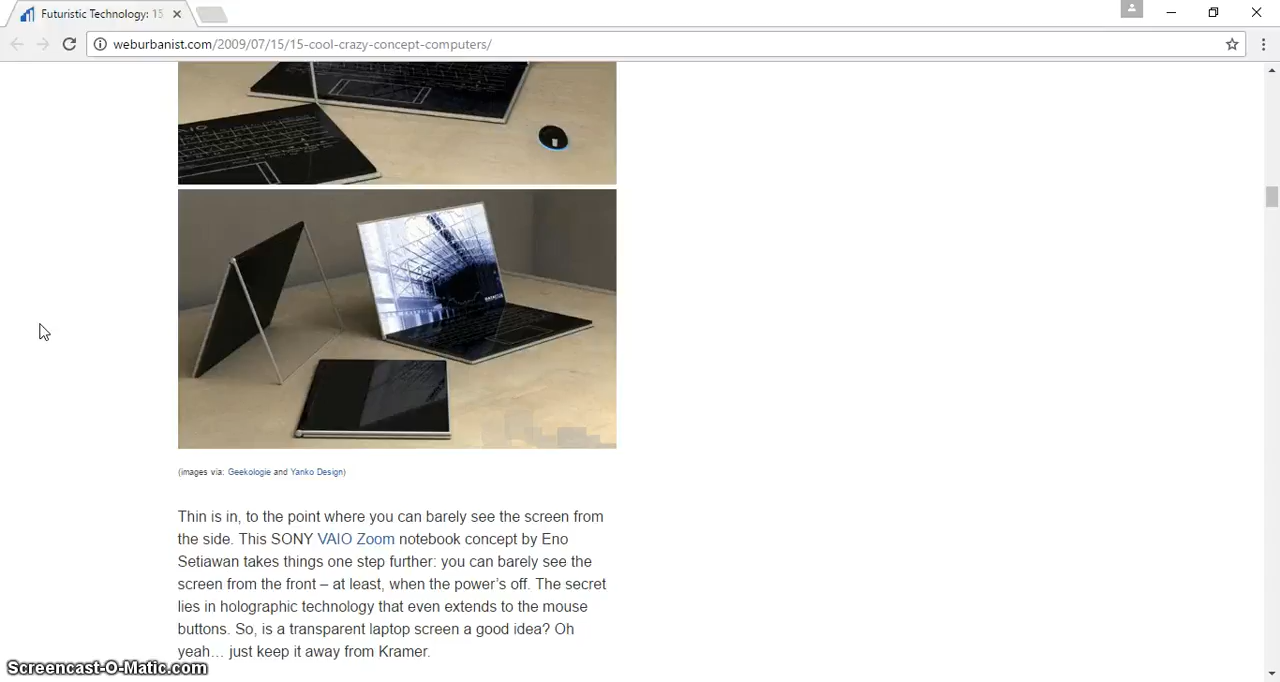 Futuristic Technology: 15
weburbanist.com/2009/07/15/15-cool-crazy-concept-computers/
(images via: Geekologie and Yanko Design)
Thin is in, to the point where you can barely see the screen from
the side. This SONY VAIO Zoom notebook concept by Eno
Setiawan takes things one step further: you can barely see the
screen from the front – at least, when the power’s off. The secret
lies in holographic technology that even extends to the mouse
buttons. So, is a transparent laptop screen a good idea? Oh
yeah… just keep it away from Kramer.
Screencast-O-Matic.com